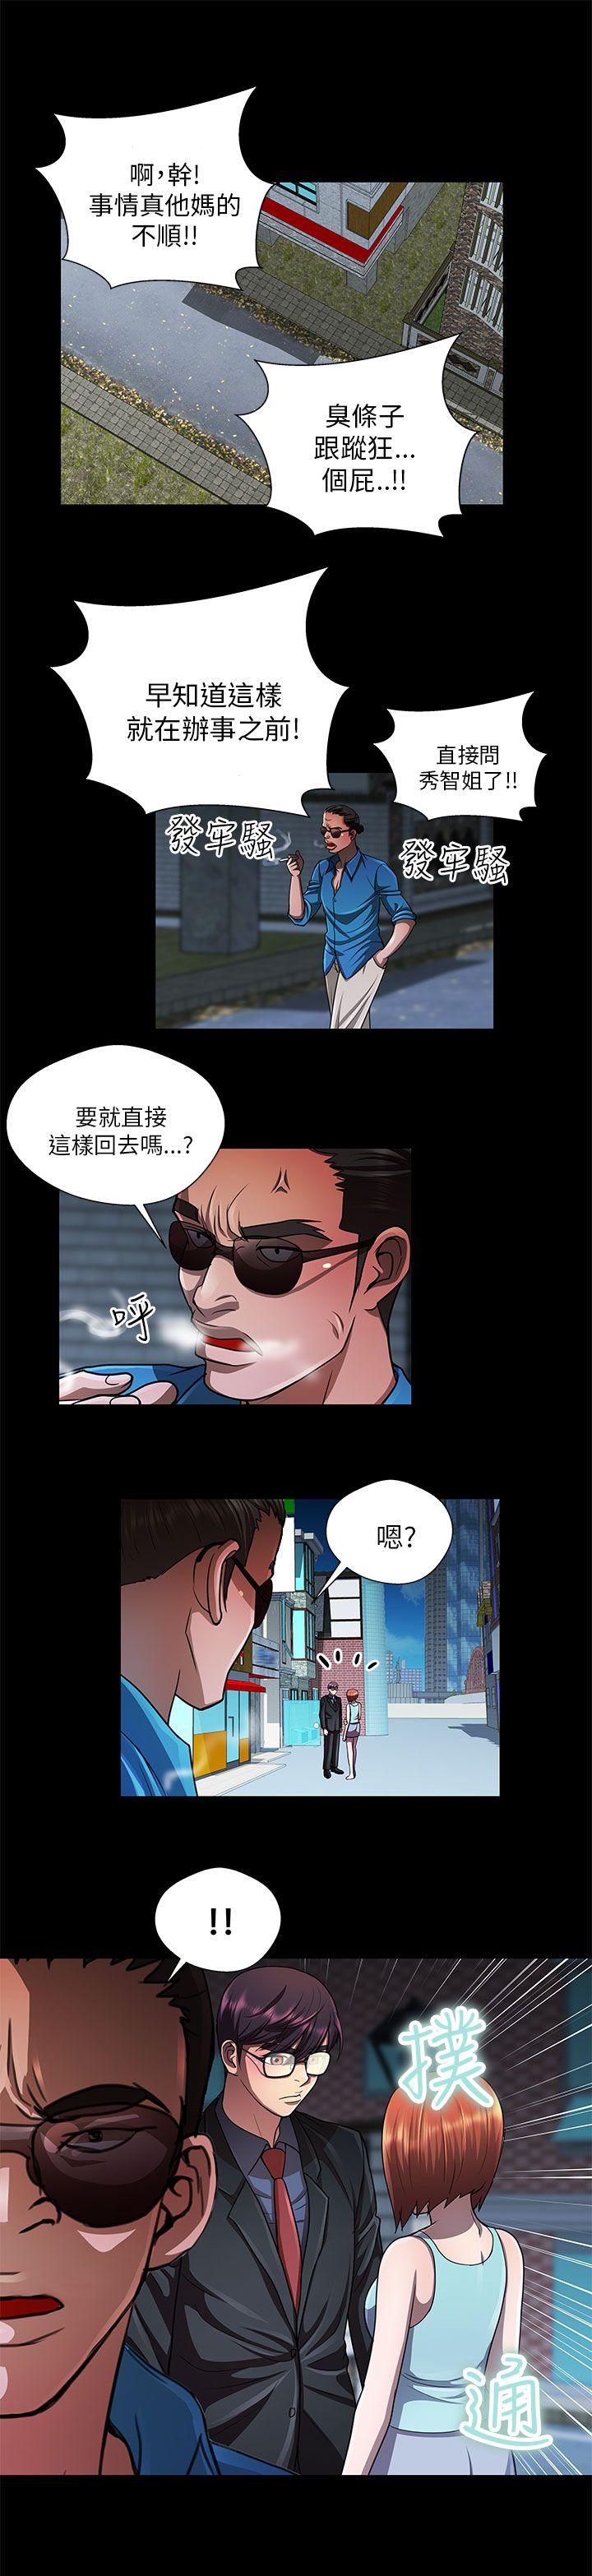 啊，幹!
事情真他媽的
不順!!
臭條子
跟蹤狂...
個屁..!!
早知道這樣
就在辦事之前!
直接問
秀智姐了!!
發牢騷
發牢騷
要就直接
這樣回去嗎...?
呼
嗯?
!!
撲
通